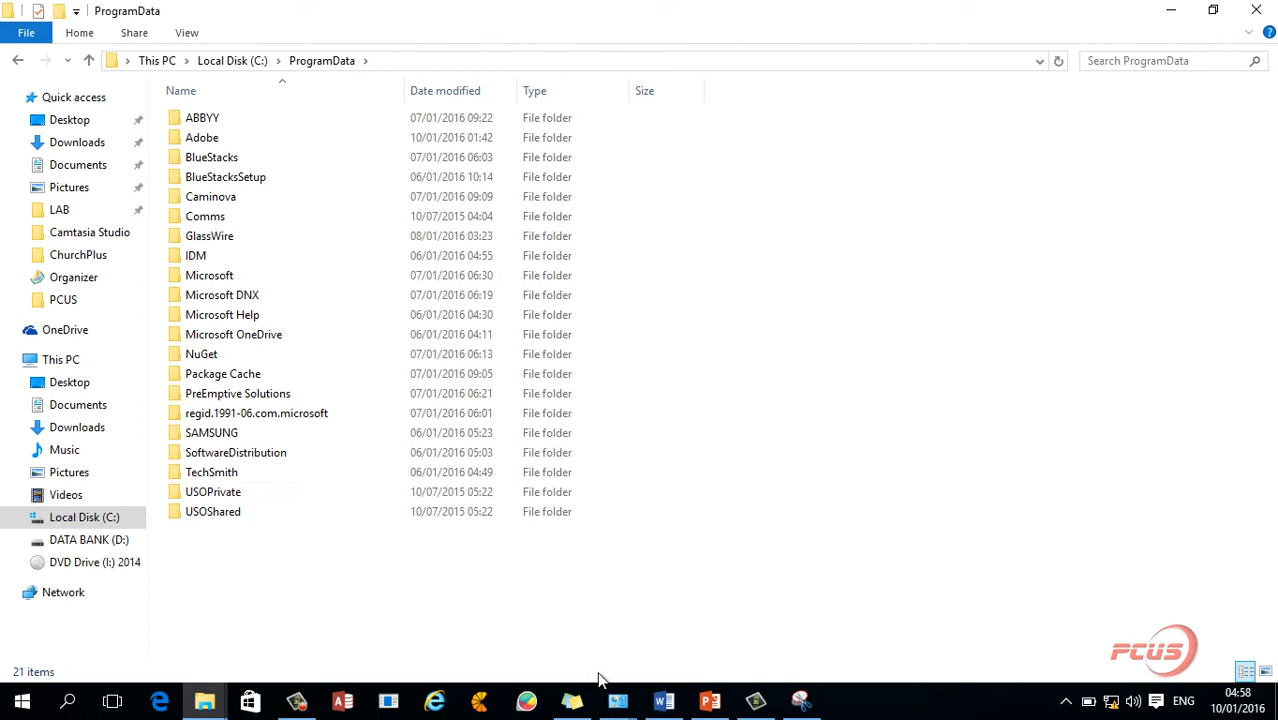 ProgramData
File Home Share View
This PC Local Disk (C:) ProgramData Search ProgramData
Name Date modified Type Size
Quick access
Desktop
Downloads
Documents
Pictures
LAB
Camtasia Studio
ChurchPlus
Organizer
PCUS
OneDrive
This PC
Desktop
Documents
Downloads
Music
Pictures
Videos
Local Disk (C:)
DATA BANK (D:)
DVD Drive (I:) 2014
Network
ABBYY 07/01/2016 09:22 File folder
Adobe 10/01/2016 01:42 File folder
BlueStacks 07/01/2016 06:03 File folder
BlueStacksSetup 06/01/2016 10:14 File folder
Caminova 07/01/2016 09:09 File folder
Comms 10/07/2015 04:04 File folder
GlassWire 08/01/2016 03:23 File folder
IDM 06/01/2016 04:55 File folder
Microsoft 07/01/2016 06:30 File folder
Microsoft DNX 07/01/2016 06:19 File folder
Microsoft Help 06/01/2016 04:30 File folder
Microsoft OneDrive 06/01/2016 04:11 File folder
NuGet 07/01/2016 06:13 File folder
Package Cache 07/01/2016 09:05 File folder
PreEmptive Solutions 07/01/2016 06:21 File folder
regid.1991-06.com.microsoft 07/01/2016 06:01 File folder
SAMSUNG 06/01/2016 05:23 File folder
SoftwareDistribution 06/01/2016 05:03 File folder
TechSmith 06/01/2016 04:49 File folder
USOPrivate 10/07/2015 05:22 File folder
USOShared 10/07/2015 05:22 File folder
PCUS
21 items
ENG
04:58
10/01/2016